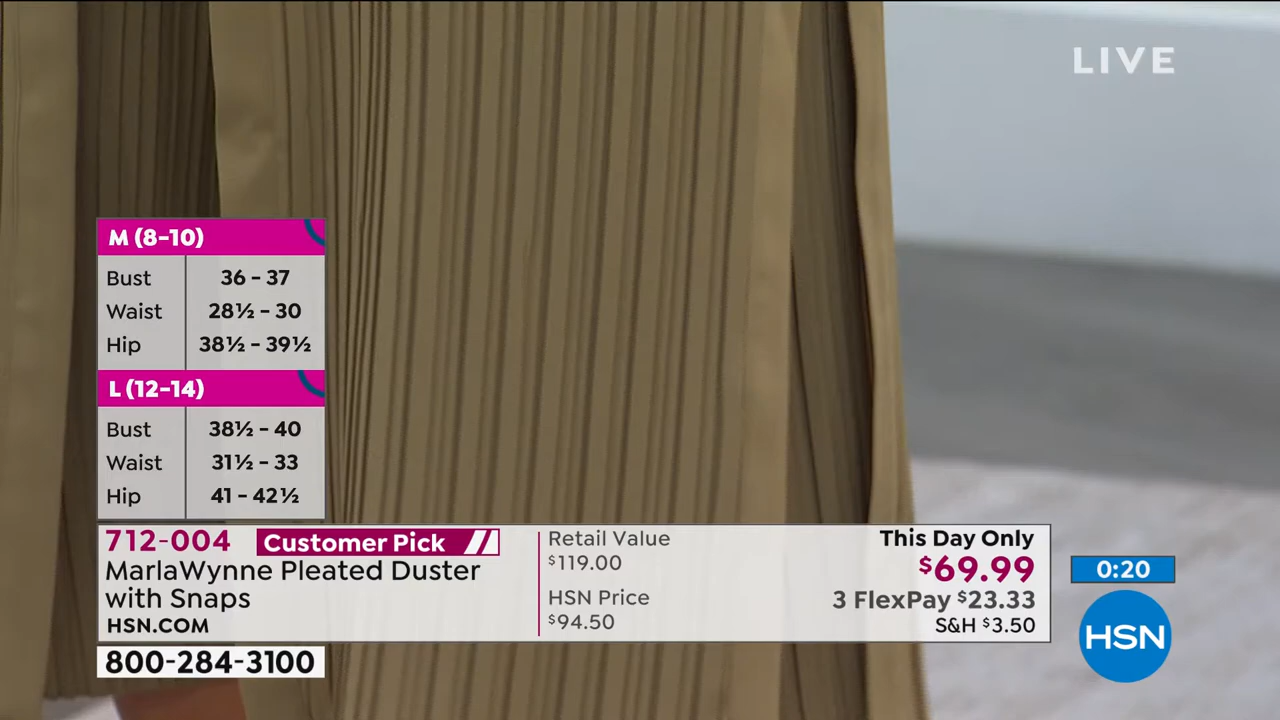 LIVE
M (8-10)
Bust 36 - 37
Waist 28½ - 30
Hip 38½ - 39½
L (12-14)
Bust 38½ - 40
Waist 31½ - 33
Hip 41 - 42½
712-004 Customer Pick
MarlaWynne Pleated Duster
with Snaps
HSN.COM
Retail Value
$119.00
HSN Price
$94.50
This Day Only
$69.99
3 FlexPay $23.33
S&H $3.50
0:20
HSN
800-284-3100